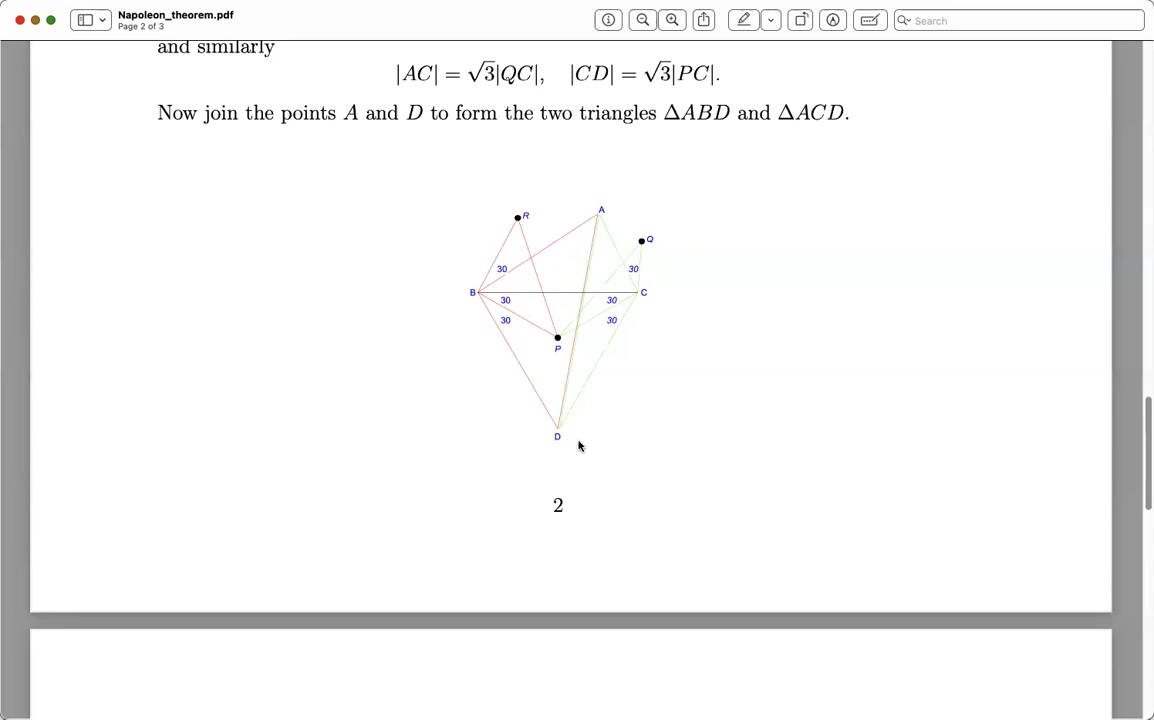 Napoleon_theorem.pdf
Page 2 of 3
Search
and similarly
|AC| = √3|QC|, |CD| = √3|PC|.
Now join the points A and D to form the two triangles ΔABD and ΔACD.
A
R
Q
30
30
B
C
30
30
30
30
P
D
2